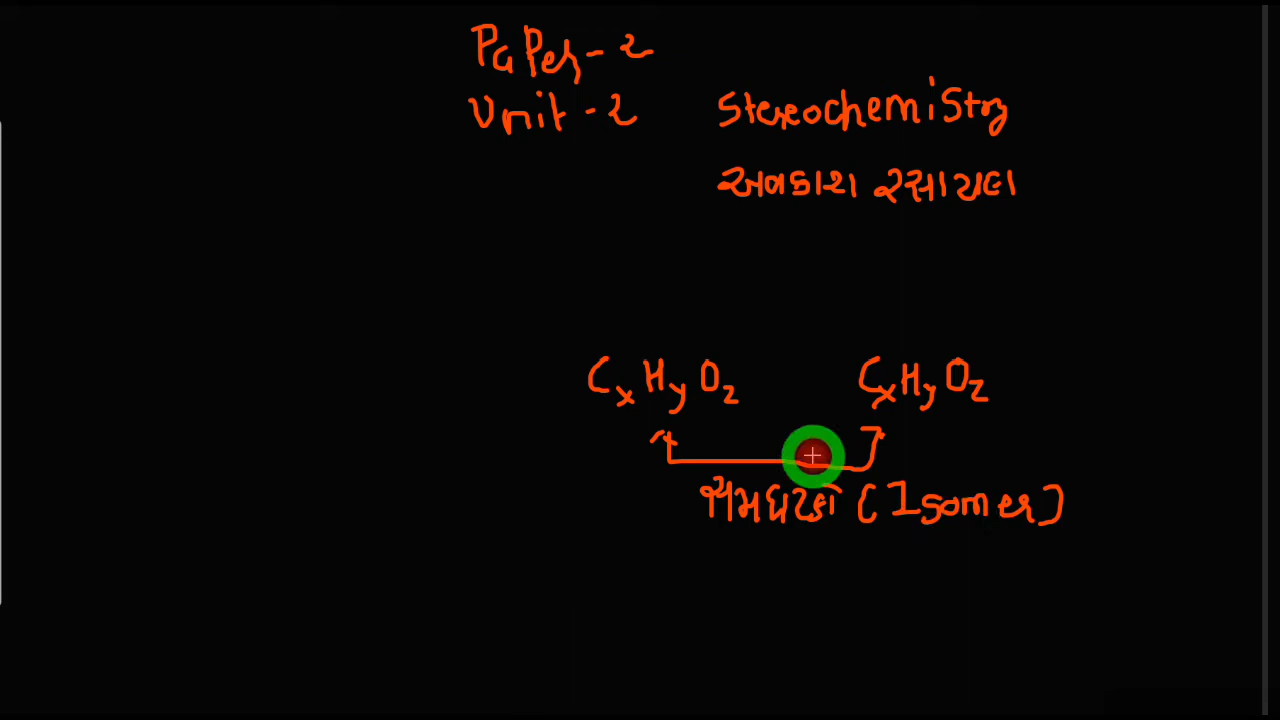 Paper - 2
Unit - 2 Stereochemistry
અવકાશ રસાયણ
CxHyOz CxHyOz
સમઘટકો (Isomer)